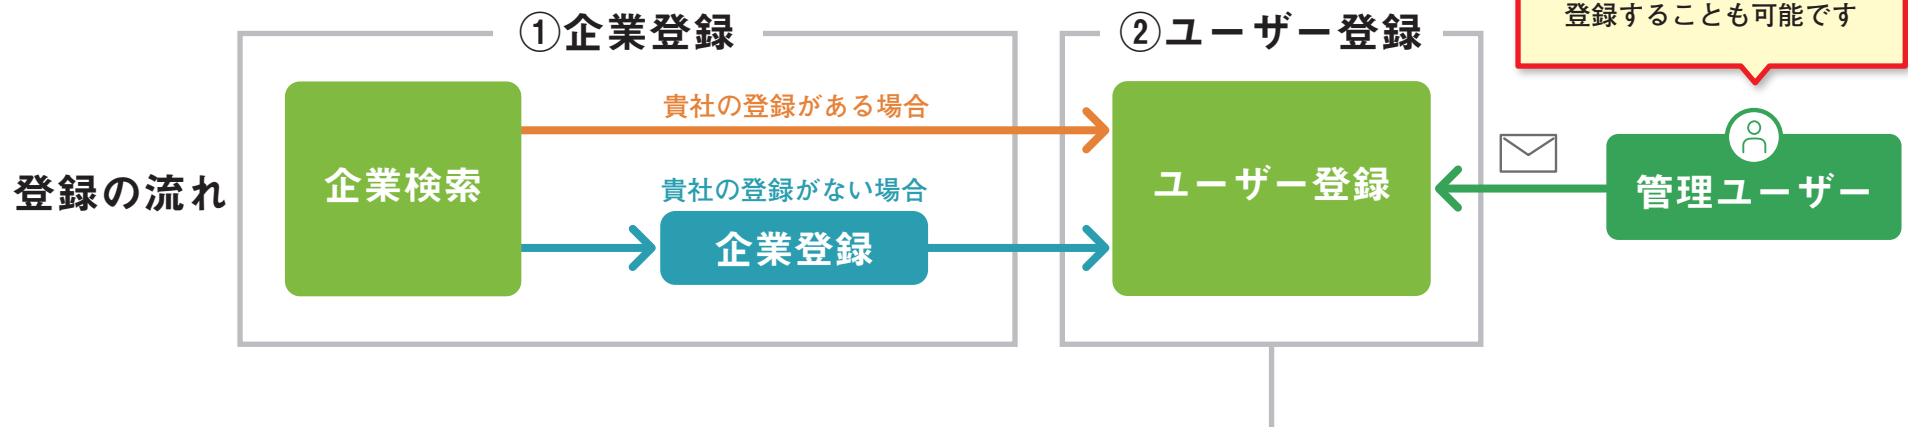 登録することも可能です
①企業登録
②ユーザー登録
貴社の登録がある場合
登録の流れ
企業検索
貴社の登録がない場合
企業登録
ユーザー登録
管理ユーザー